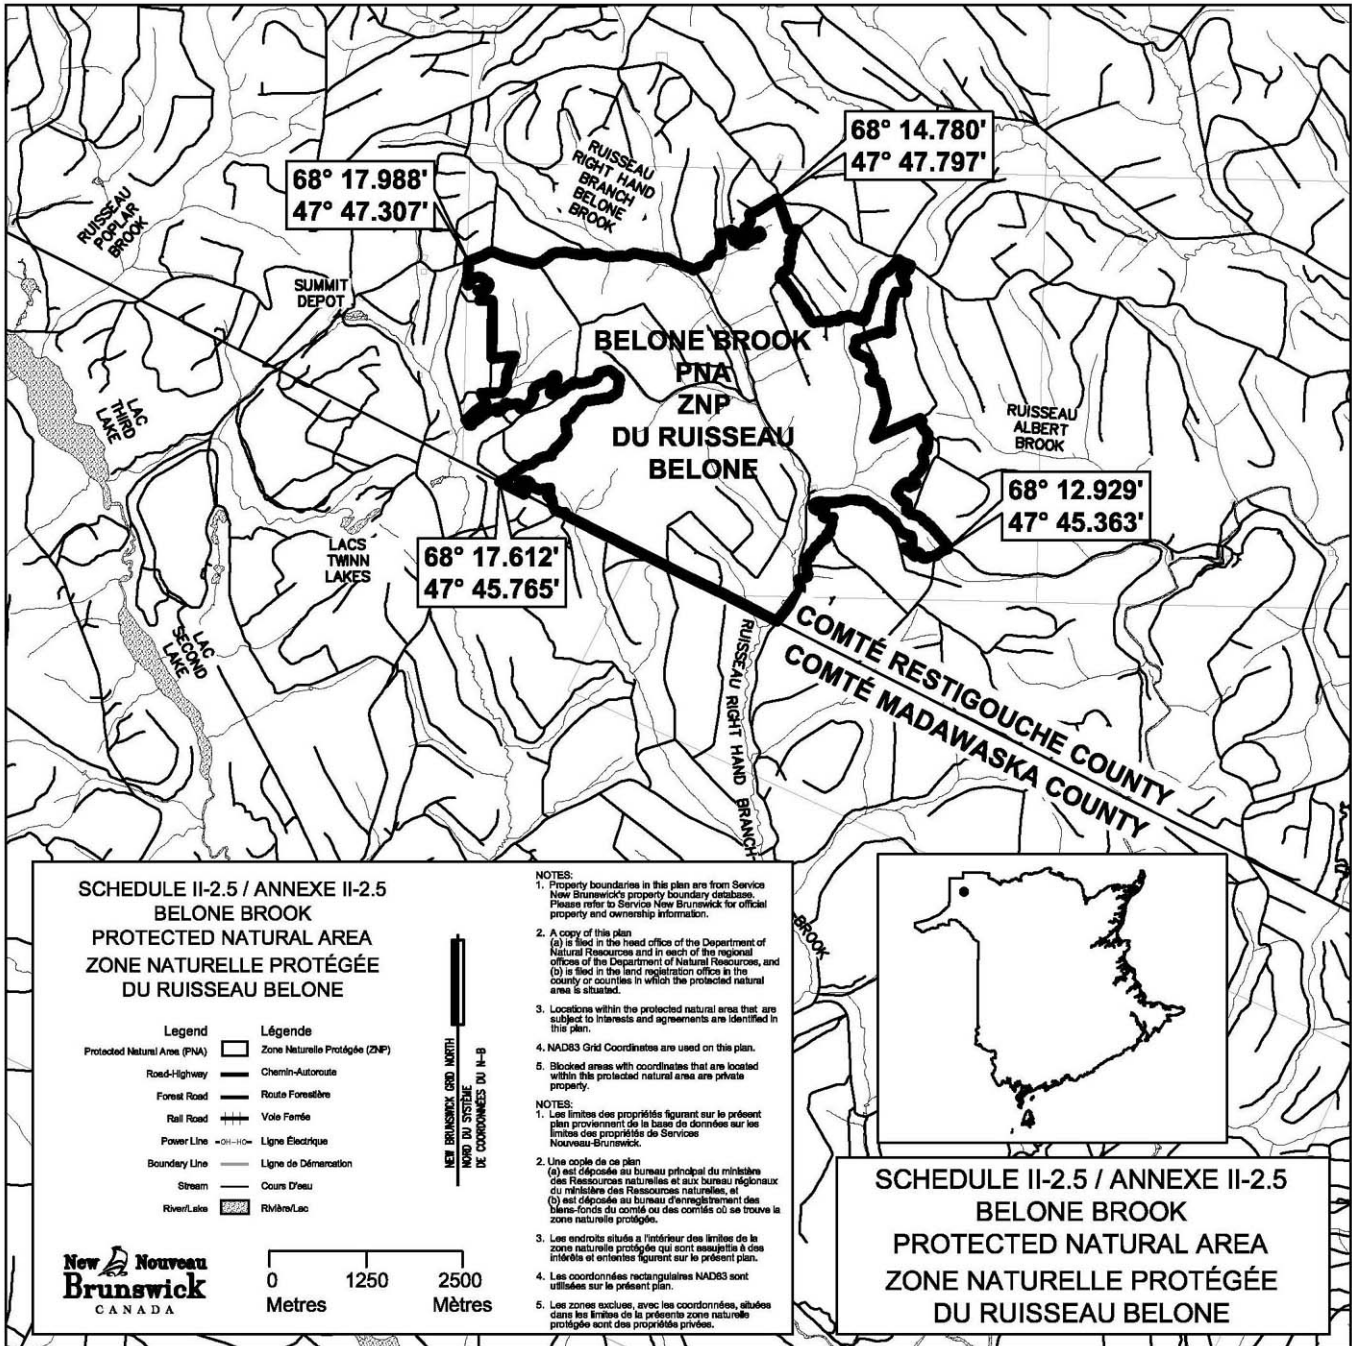 68° 14.780'
47° 47.797'
68° 17.988'
47° 47.307'
RUISSEAU
RIGHT HAND
BRANCH
BELONE
BROOK
RUISSEAU
POPLAR
BROOK
SUMMIT
DEPOT
BELONE BROOK
PNA
ZNP
DU RUISSEAU
BELONE
LAC
THIRD
LAKE
RUISSEAU
ALBERT
BROOK
68° 12.929'
47° 45.363'
68° 17.612'
47° 45.765'
LACS
TWINN
LAKES
LAC
SECOND
LAKE
RUISSEAU RIGHT HAND BRANCH
BROOK
COMTÉ RESTIGOUCHE COUNTY
COMTÉ MADAWASKA COUNTY
SCHEDULE II-2.5 / ANNEXE II-2.5
BELONE BROOK
PROTECTED NATURAL AREA
ZONE NATURELLE PROTÉGÉE
DU RUISSEAU BELONE
Legend Légende
Protected Natural Area (PNA) Zone Naturelle Protégée (ZNP)
Road-Highway Chemin-Autoroute
Forest Road Route Forestière
Rail Road Voie Ferrée
Power Line -OH-HO- Ligne Électrique
Boundary Line Ligne de Démarcation
Stream Cours D'eau
River/Lake Rivière/Lac
NEW BRUNSWICK GRID NORTH
NORD DU SYSTÈME
DE COORDONNÉES DU N-B
New Nouveau
Brunswick
CANADA
0 1250 2500
Metres Mètres
NOTES:
1. Property boundaries in this plan are from Service
New Brunswick's property boundary database.
Please refer to Service New Brunswick for official
property and ownership information.
2. A copy of this plan
(a) is filed in the head office of the Department of
Natural Resources and in each of the regional
offices of the Department of Natural Resources, and
(b) is filed in the land registration office in the
county or counties in which the protected natural
area is situated.
3. Locations within the protected natural area that are
subject to interests and agreements are identified in
this plan.
4. NAD83 Grid Coordinates are used on this plan.
5. Blocked areas with coordinates that are located
within this protected natural area are private
property.
NOTES:
1. Les limites des propriétés figurant sur le présent
plan proviennent de la base de données sur les
limites des propriétés de Services
Nouveau-Brunswick.
2. Une copie de ce plan
(a) est déposée au bureau principal du ministère
des Ressources naturelles et aux bureau régionaux
du ministère des Ressources naturelles, et
(b) est déposée au bureau d'enregistrement des
biens-fonds du comté ou des comtés où se trouve la
zone naturelle protégée.
3. Les endroits situés a l'intérieur des limites de la
zone naturelle protégée qui sont assujettis à des
intérêts et ententes figurent sur le présent plan.
4. Les coordonnées rectangulaires NAD83 sont
utilisées sur le présent plan.
5. Les zones exclues, avec les coordonnées, situées
dans les limites de la présente zone naturelle
protégée sont des propriétés privées.
SCHEDULE II-2.5 / ANNEXE II-2.5
BELONE BROOK
PROTECTED NATURAL AREA
ZONE NATURELLE PROTÉGÉE
DU RUISSEAU BELONE